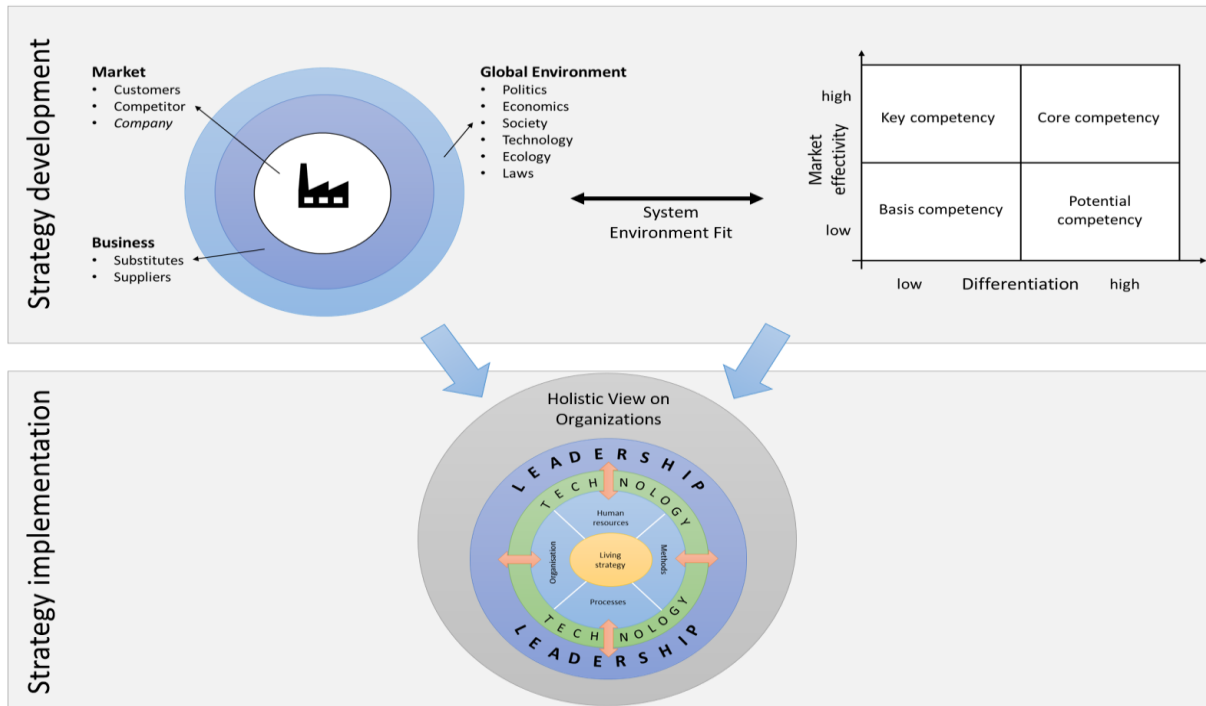 Strategy development
Market
• Customers
• Competitor
• Company
Business
• Substitutes
• Suppliers
Global Environment
• Politics
• Economics
• Society
• Technology
• Ecology
• Laws
System
Environment Fit
Market
effectivity
high
low
Key competency
Core competency
Basis competency
Potential
competency
low
Differentiation
high
Strategy implementation
Holistic View on
Organizations
LEADERSHIP
TECHNOLOGY
Human
resources
Organisation
Living
strategy
Methods
Processes
TECHNOLOGY
LEADERSHIP